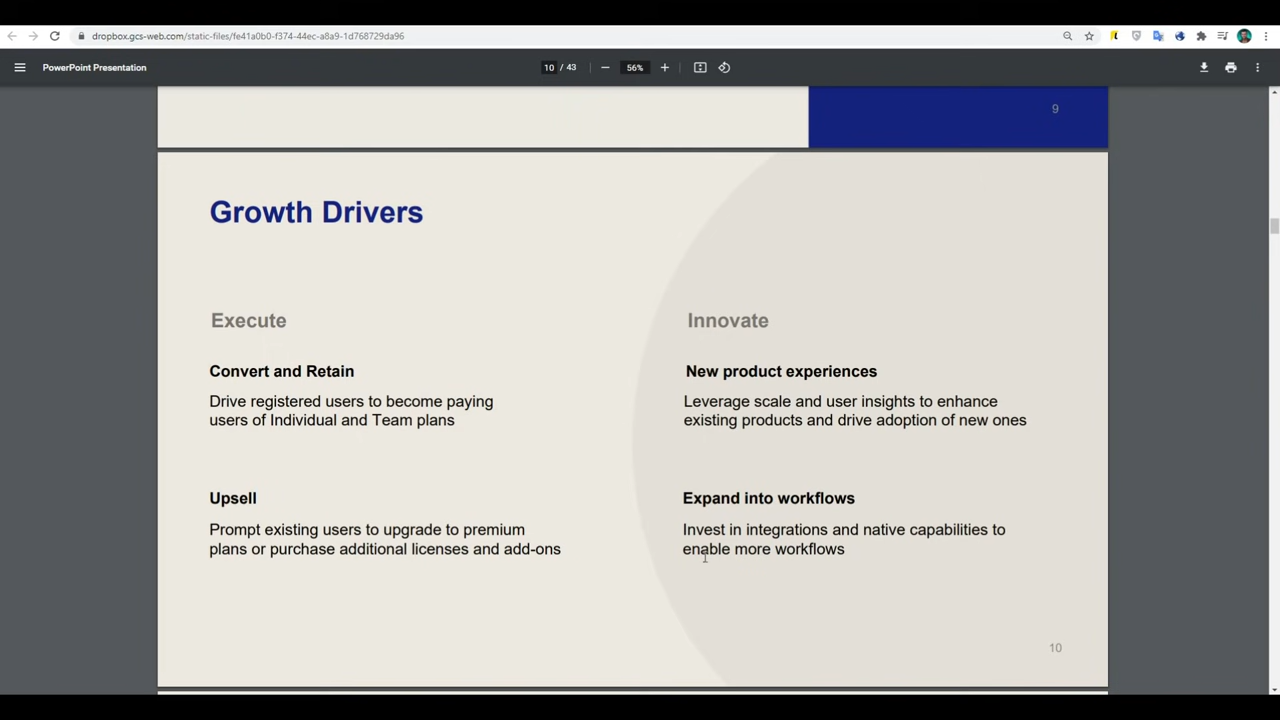 dropbox.gcs-web.com/static-files/fe41a0b0-f374-44ec-a8a9-1d768729da96
PowerPoint Presentation
10 / 43
56%
9
Growth Drivers
Execute
Convert and Retain
Drive registered users to become paying
users of Individual and Team plans
Upsell
Prompt existing users to upgrade to premium
plans or purchase additional licenses and add-ons
Innovate
New product experiences
Leverage scale and user insights to enhance
existing products and drive adoption of new ones
Expand into workflows
Invest in integrations and native capabilities to
enable more workflows
10